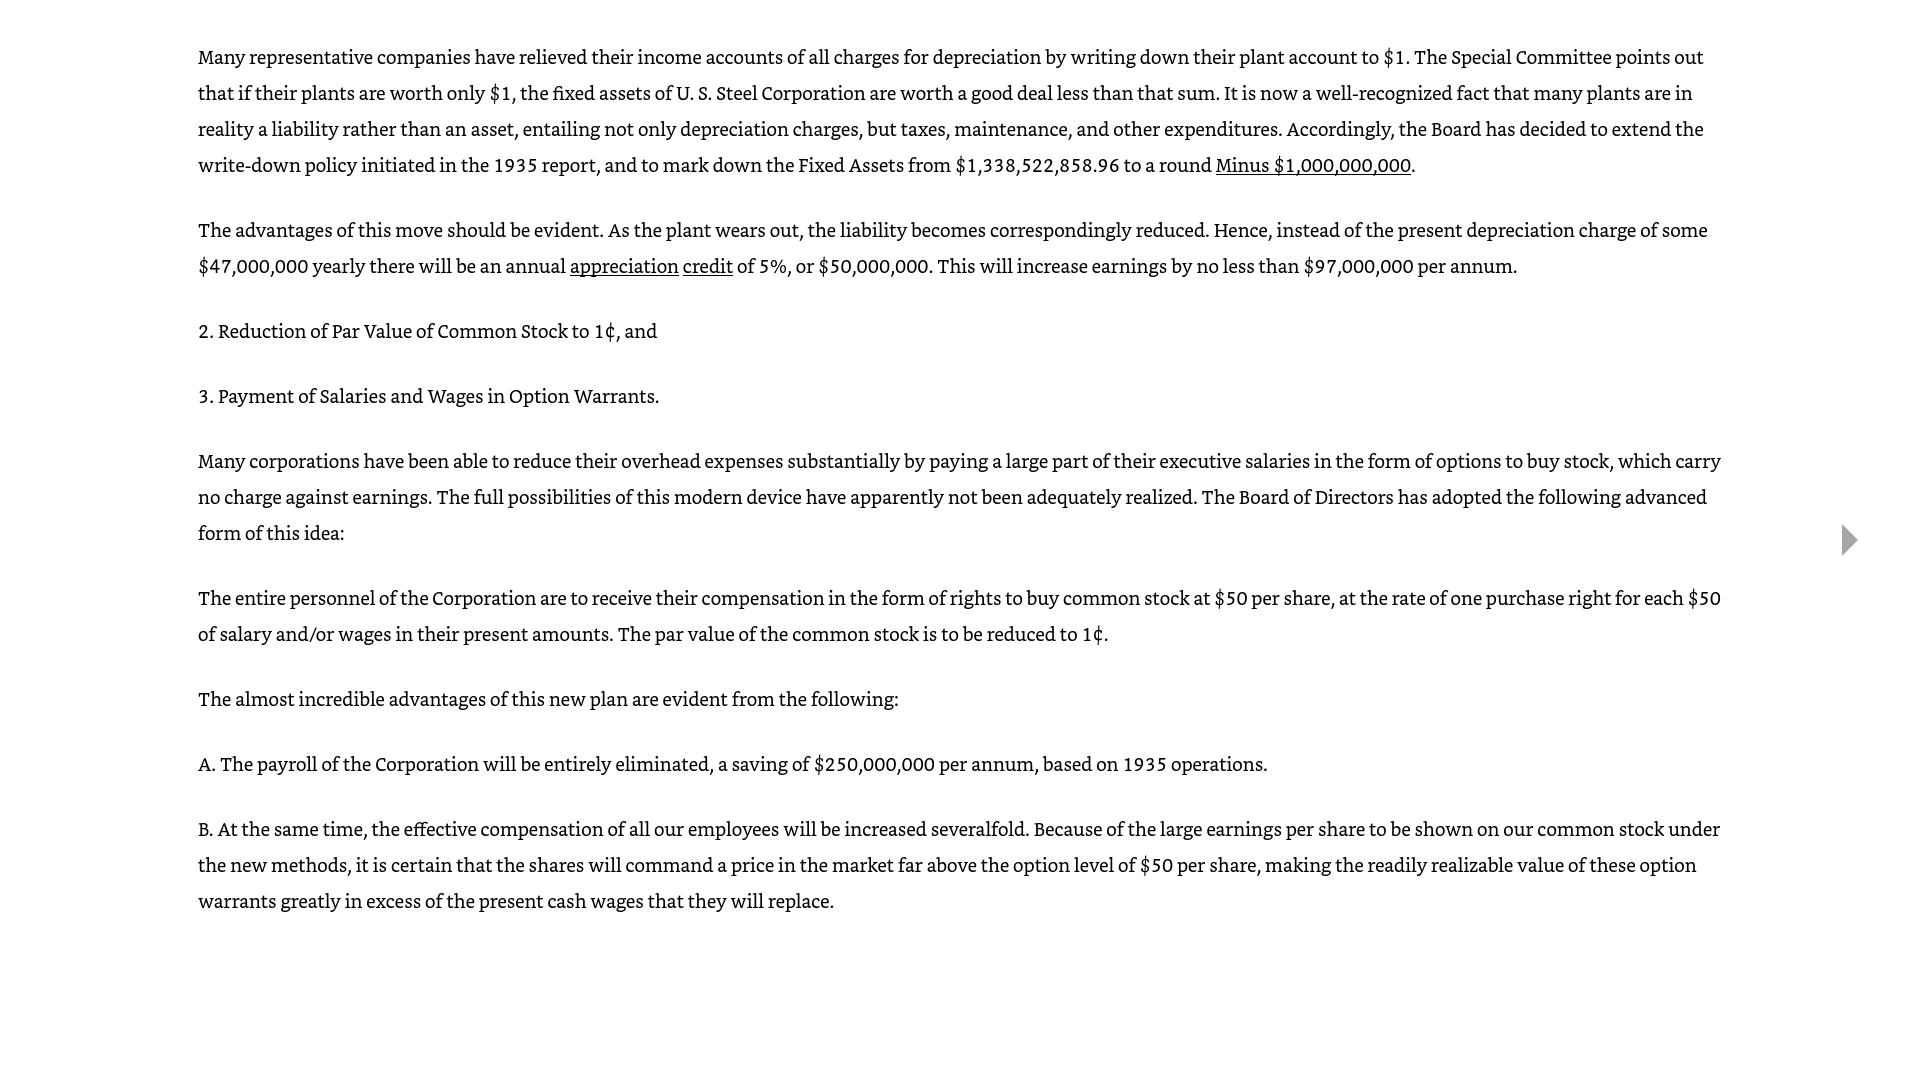 Many representative companies have relieved their income accounts of all charges for depreciation by writing down their plant account to $1. The Special Committee points out
that if their plants are worth only $1, the fixed assets of U. S. Steel Corporation are worth a good deal less than that sum. It is now a well-recognized fact that many plants are in
reality a liability rather than an asset, entailing not only depreciation charges, but taxes, maintenance, and other expenditures. Accordingly, the Board has decided to extend the
write-down policy initiated in the 1935 report, and to mark down the Fixed Assets from $1,338,522,858.96 to a round Minus $1,000,000,000.
The advantages of this move should be evident. As the plant wears out, the liability becomes correspondingly reduced. Hence, instead of the present depreciation charge of some
$47,000,000 yearly there will be an annual appreciation credit of 5%, or $50,000,000. This will increase earnings by no less than $97,000,000 per annum.
2. Reduction of Par Value of Common Stock to 1¢, and
3. Payment of Salaries and Wages in Option Warrants.
Many corporations have been able to reduce their overhead expenses substantially by paying a large part of their executive salaries in the form of options to buy stock, which carry
no charge against earnings. The full possibilities of this modern device have apparently not been adequately realized. The Board of Directors has adopted the following advanced
form of this idea:
The entire personnel of the Corporation are to receive their compensation in the form of rights to buy common stock at $50 per share, at the rate of one purchase right for each $50
of salary and/or wages in their present amounts. The par value of the common stock is to be reduced to 1¢.
The almost incredible advantages of this new plan are evident from the following:
A. The payroll of the Corporation will be entirely eliminated, a saving of $250,000,000 per annum, based on 1935 operations.
B. At the same time, the effective compensation of all our employees will be increased severalfold. Because of the large earnings per share to be shown on our common stock under
the new methods, it is certain that the shares will command a price in the market far above the option level of $50 per share, making the readily realizable value of these option
warrants greatly in excess of the present cash wages that they will replace.